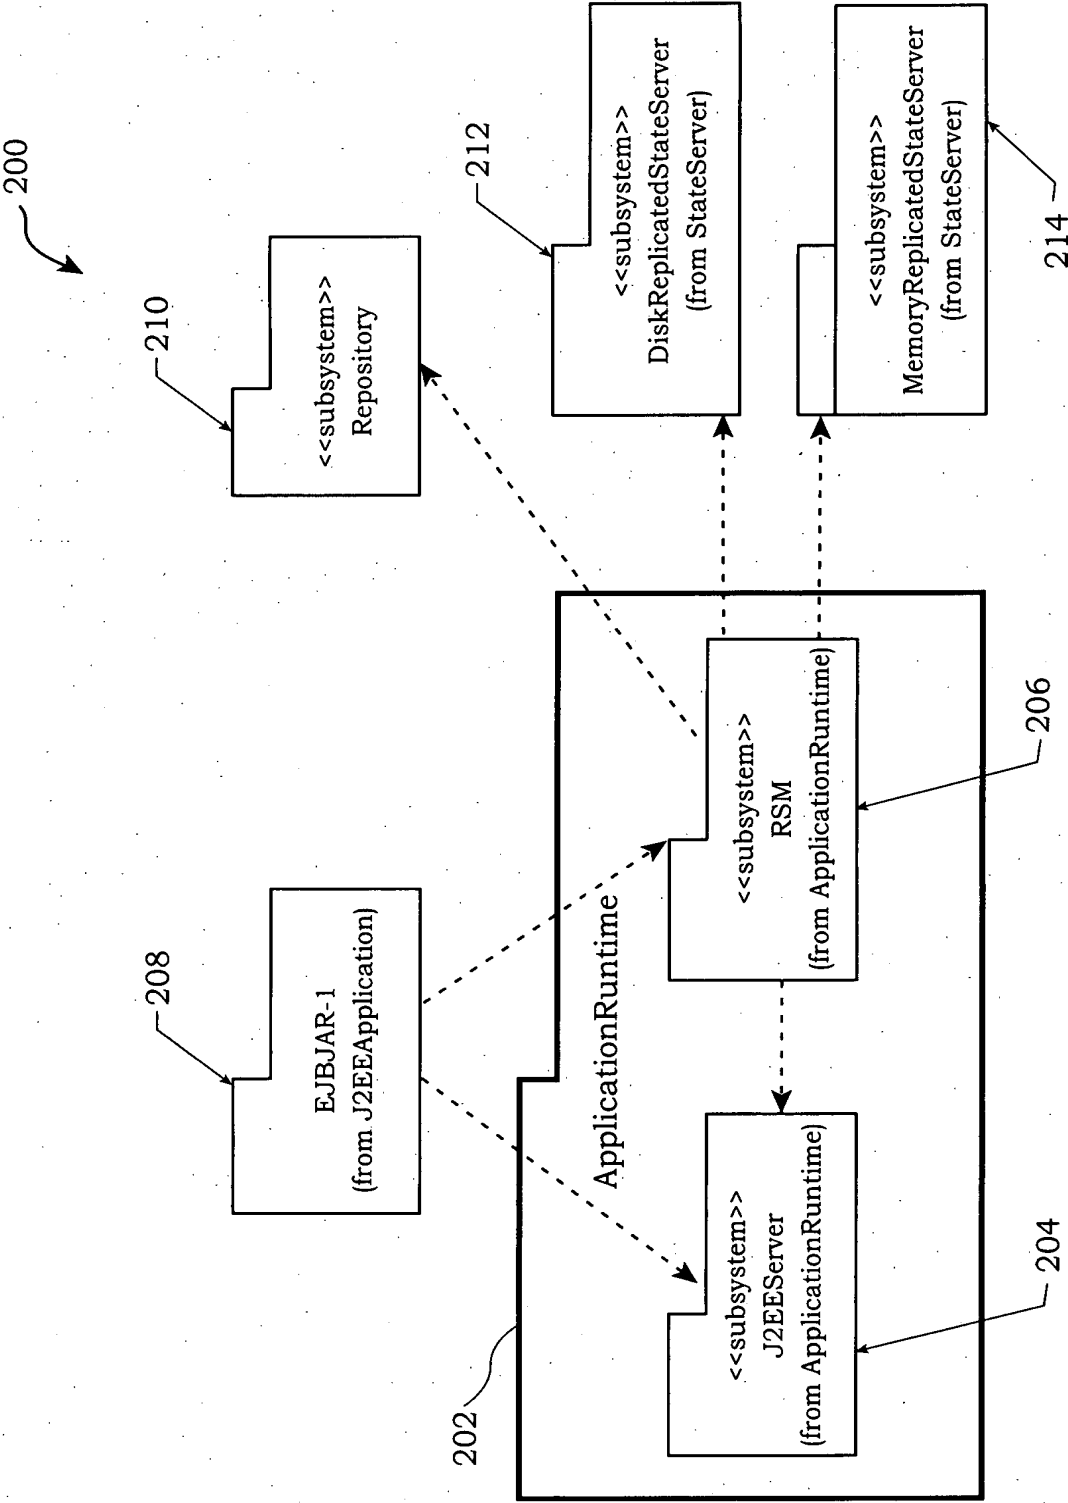 200
208
EJBJAR-1
(from J2EEApplication)
210
<<subsystem>>
Repository
202
ApplicationRuntime
212
<<subsystem>>
DiskReplicatedStateServer
(from StateServer)
<<subsystem>>
J2EEServer
(from ApplicationRuntime)
204
<<subsystem>>
RSM
(from ApplicationRuntime)
206
<<subsystem>>
MemoryReplicatedStateServer
(from StateServer)
214